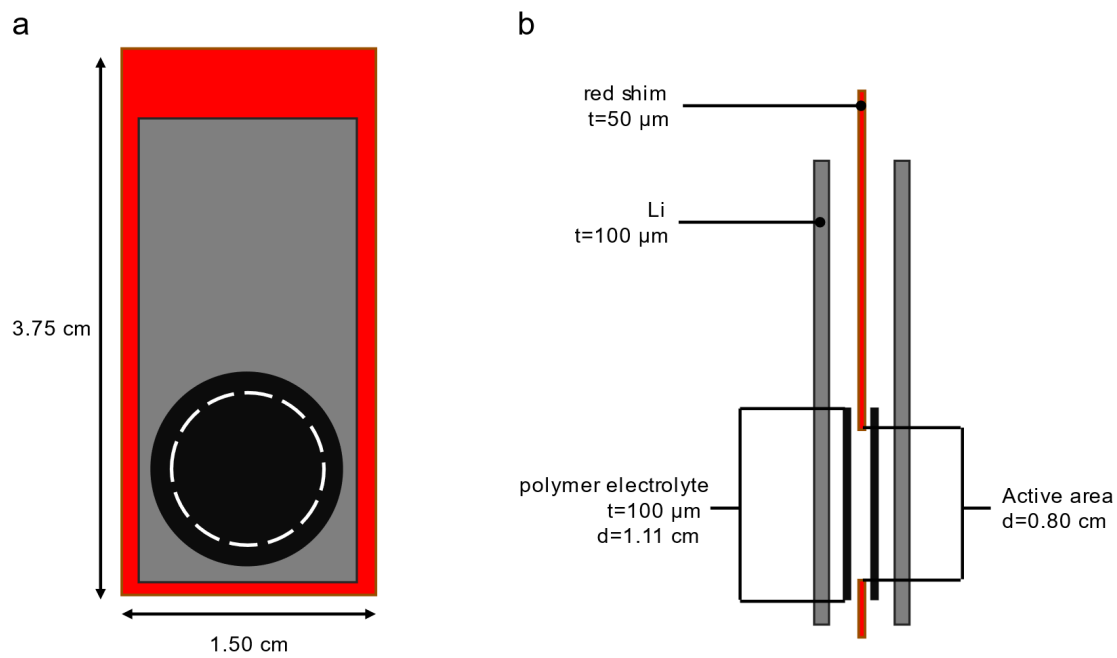 a
b
red shim
t=50 µm
Li
t=100 µm
3.75 cm
polymer electrolyte
t=100 µm
d=1.11 cm
Active area
d=0.80 cm
1.50 cm